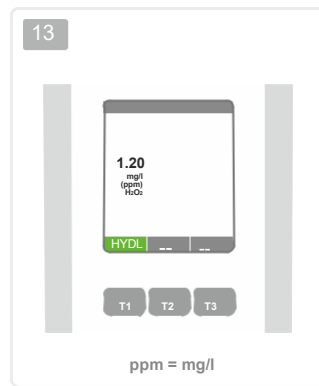 13
1.20
mg/l
(ppm)
H₂O₂
HYDL -- --
T1 T2 T3
ppm = mg/l